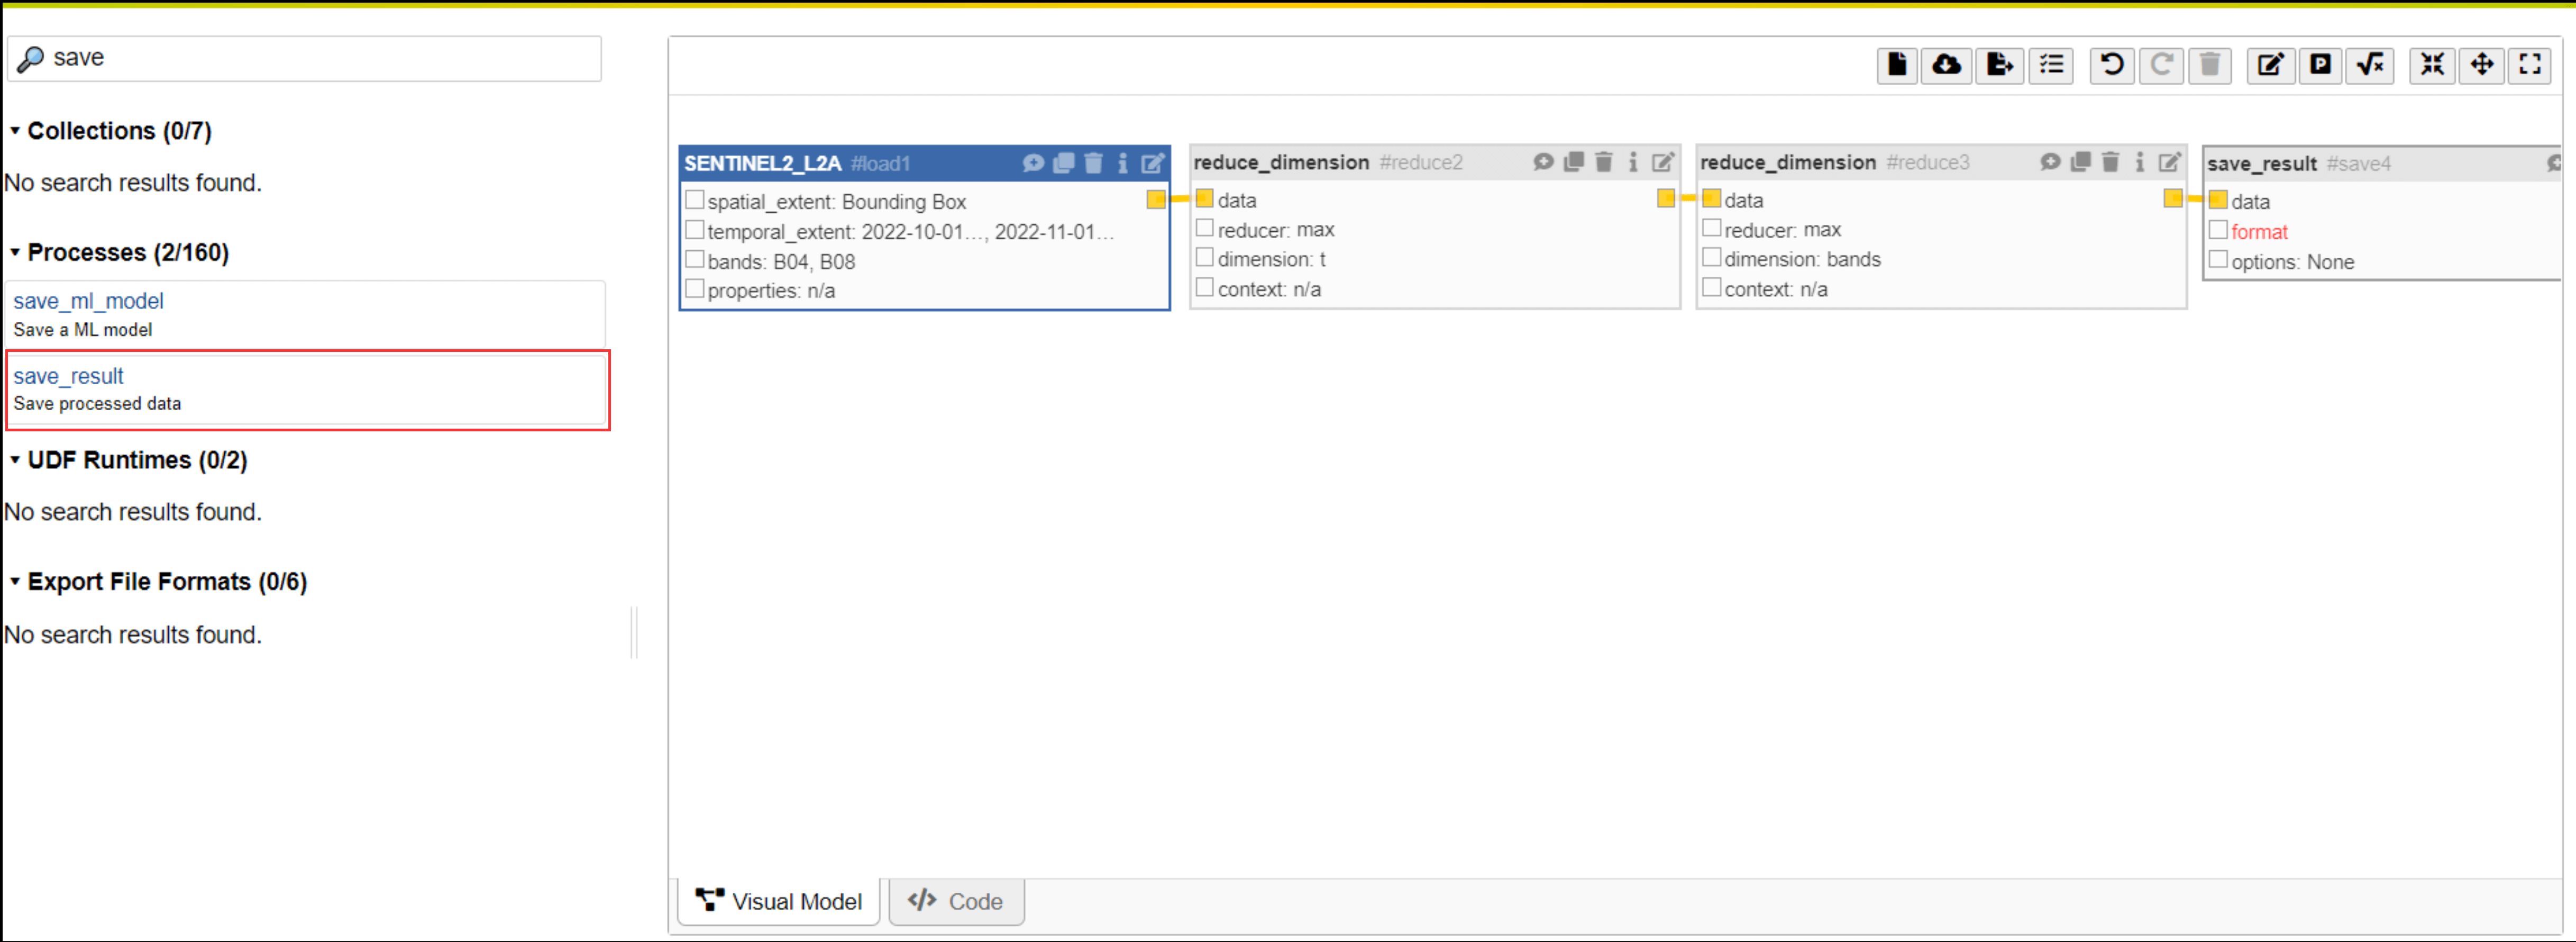 save
Collections (0/7)
No search results found.
Processes (2/160)
save_ml_model
Save a ML model
save_result
Save processed data
UDF Runtimes (0/2)
No search results found.
Export File Formats (0/6)
No search results found.
SENTINEL2_L2A #load1
spatial_extent: Bounding Box
temporal_extent: 2022-10-01..., 2022-11-01...
bands: B04, B08
properties: n/a
reduce_dimension #reduce2
data
reducer: max
dimension: t
context: n/a
reduce_dimension #reduce3
data
reducer: max
dimension: bands
context: n/a
save_result #save4
data
format
options: None
Visual Model
</> Code